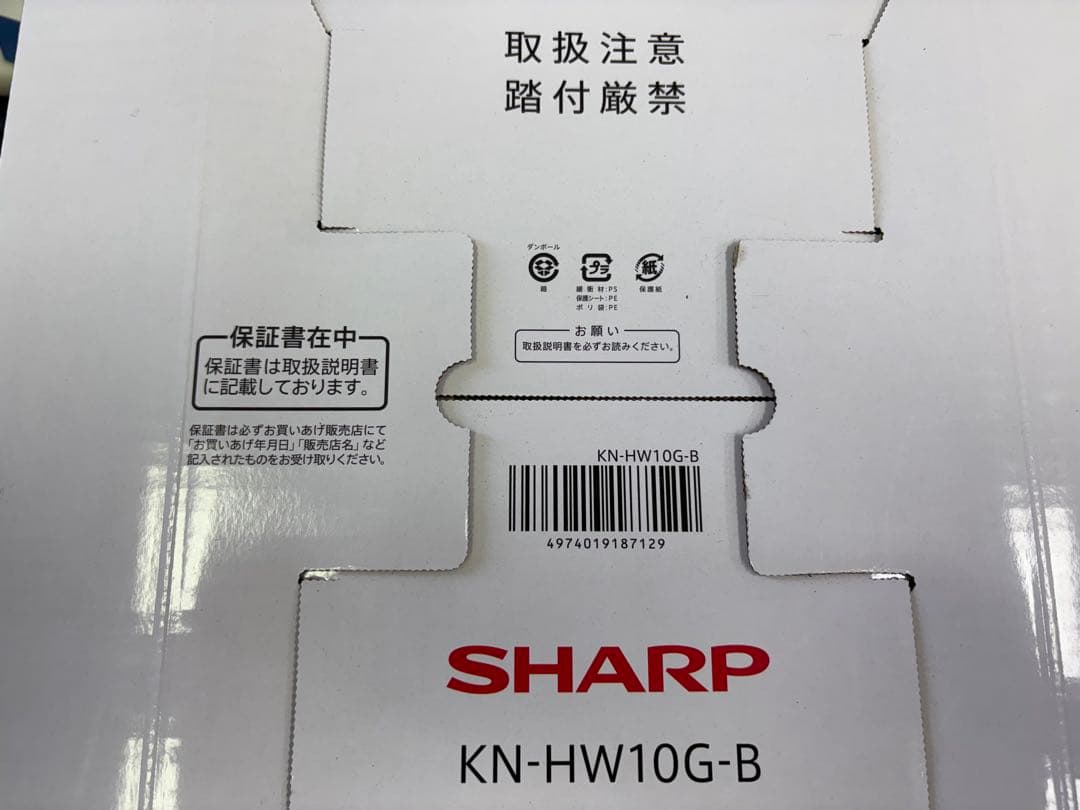 取扱注意
踏付厳禁
ダンボール
プラ
紙
箱
緩衝材:PS
保護紙
保護シート:PE
ポリ袋:PE
お願い
取扱説明書を必ずお読みください。
保証書在中
保証書は取扱説明書
に記載しております。
保証書は必ずお買いあげ販売店にて
「お買いあげ年月日」「販売店名」など
記入されたものをお受け取りください。
KN-HW10G-B
4974019187129
SHARP
KN-HW10G-B